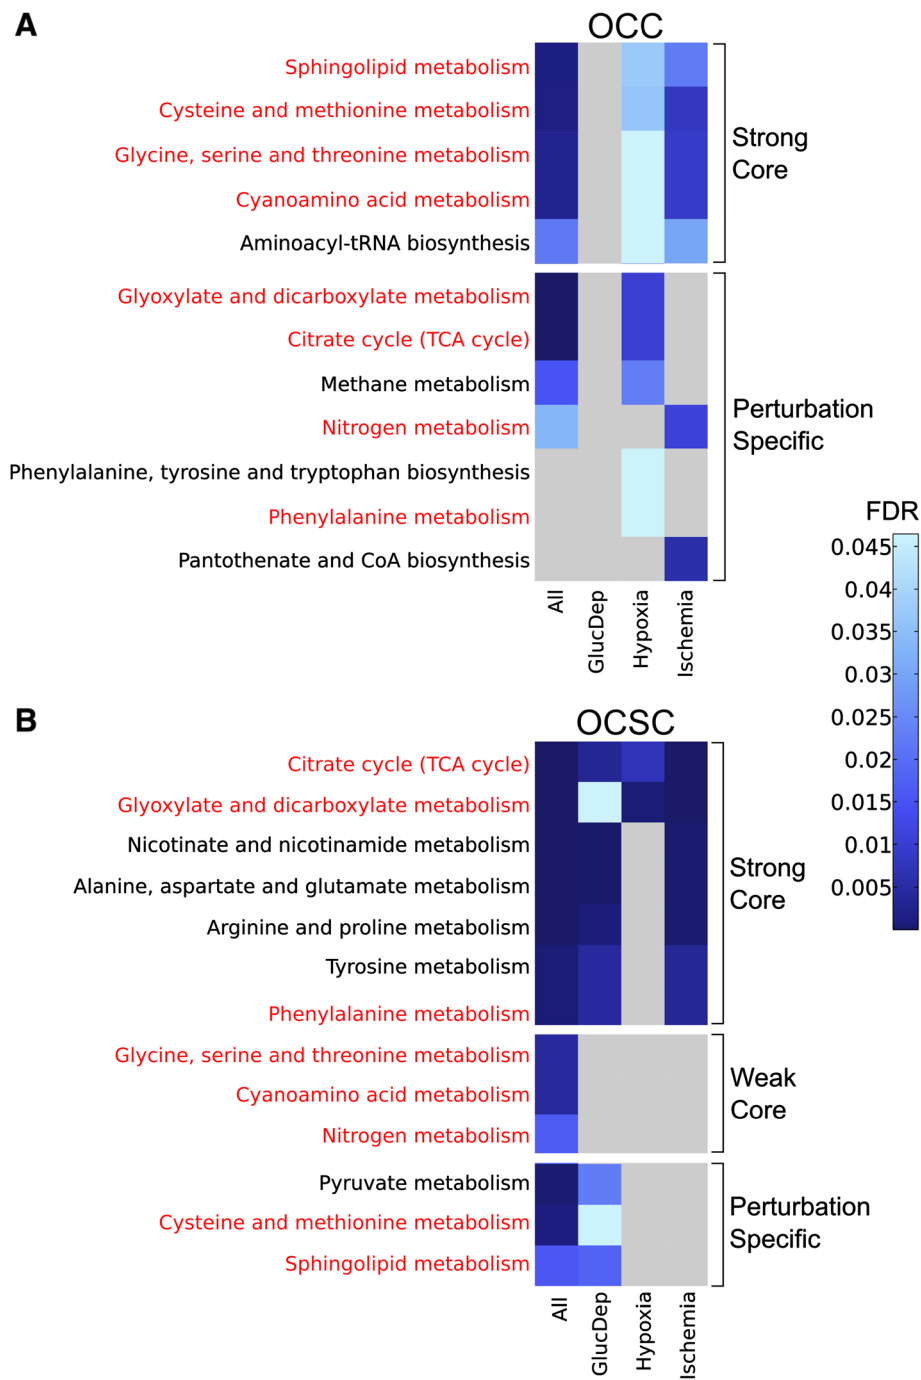 A
OCC
Sphingolipid metabolism
Cysteine and methionine metabolism
Glycine, serine and threonine metabolism
Cyanoamino acid metabolism
Aminoacyl-tRNA biosynthesis
Strong
Core
Glyoxylate and dicarboxylate metabolism
Citrate cycle (TCA cycle)
Methane metabolism
Nitrogen metabolism
Phenylalanine, tyrosine and tryptophan biosynthesis
Phenylalanine metabolism
Pantothenate and CoA biosynthesis
Perturbation
Specific
All
GlucDep
Hypoxia
Ischemia
FDR
0.045
0.04
0.035
0.03
0.025
0.02
0.015
0.01
0.005
B
OCSC
Citrate cycle (TCA cycle)
Glyoxylate and dicarboxylate metabolism
Nicotinate and nicotinamide metabolism
Alanine, aspartate and glutamate metabolism
Arginine and proline metabolism
Tyrosine metabolism
Phenylalanine metabolism
Strong
Core
Glycine, serine and threonine metabolism
Cyanoamino acid metabolism
Nitrogen metabolism
Weak
Core
Pyruvate metabolism
Cysteine and methionine metabolism
Sphingolipid metabolism
Perturbation
Specific
All
GlucDep
Hypoxia
Ischemia